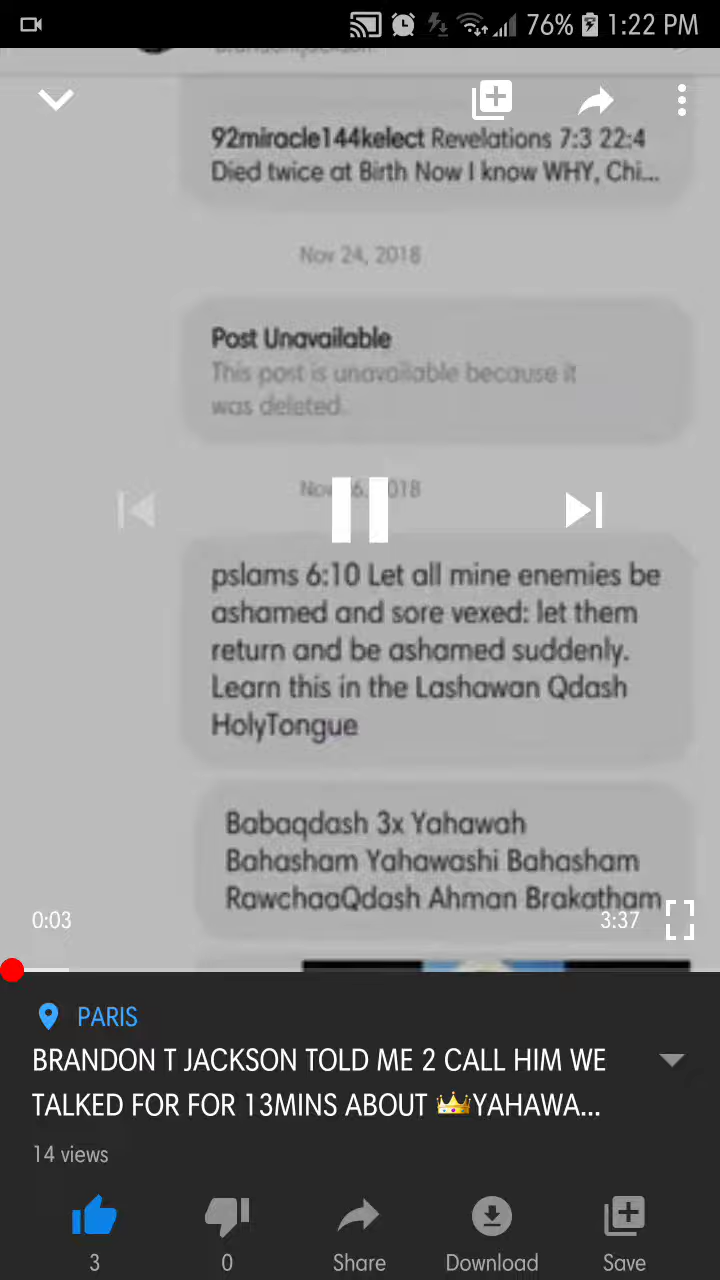 76% 1:22 PM
92miracle144kelect Revelations 7:3 22:4
Died twice at Birth Now I know WHY, Chi...
Nov 24, 2018
Post Unavailable
This post is unavailable because it
was deleted.
pslams 6:10 Let all mine enemies be
ashamed and sore vexed: let them
return and be ashamed suddenly.
Learn this in the Lashawan Qdash
HolyTongue
Babaqdash 3x Yahawah
Bahasham Yahawashi Bahasham
RawchaaQdash Ahman Brakatham
0:03 3:37
PARIS
BRANDON T JACKSON TOLD ME 2 CALL HIM WE
TALKED FOR FOR 13MINS ABOUT 👑YAHAWA...
14 views
3 0 Share Download Save